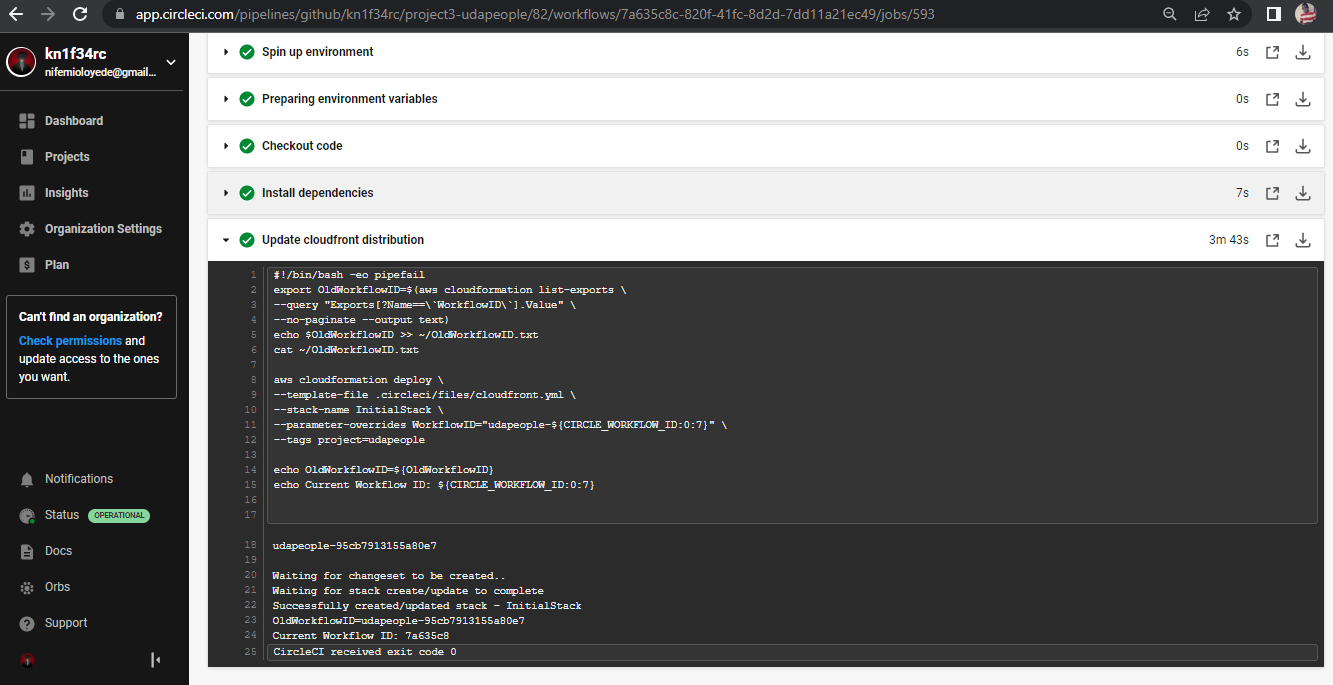 app.circleci.com/pipelines/github/kn1f34rc/project3-udapeople/82/workflows/7a635c8c-820f-41fc-8d2d-7dd11a21ec49/jobs/593
kn1f34rc
nifemioloyede@gmail...
Dashboard
Projects
Insights
Organization Settings
Plan
Can't find an organization?
Check permissions and
update access to the ones
you want.
Notifications
Status OPERATIONAL
Docs
Orbs
Support
Spin up environment 6s
Preparing environment variables 0s
Checkout code 0s
Install dependencies 7s
Update cloudfront distribution 3m 43s
1 #!/bin/bash -eo pipefail
2 export OldWorkflowID=$(aws cloudformation list-exports \
3 --query "Exports[?Name==\`WorkflowID\`].Value" \
4 --no-paginate --output text)
5 echo $OldWorkflowID >> ~/OldWorkflowID.txt
6 cat ~/OldWorkflowID.txt
7
8 aws cloudformation deploy \
9 --template-file .circleci/files/cloudfront.yml \
10 --stack-name InitialStack \
11 --parameter-overrides WorkflowID="udapeople-${CIRCLE_WORKFLOW_ID:0:7}" \
12 --tags project=udapeople
13
14 echo OldWorkflowID=${OldWorkflowID}
15 echo Current Workflow ID: ${CIRCLE_WORKFLOW_ID:0:7}
16
17
18 udapeople-95cb7913155a80e7
19
20 Waiting for changeset to be created..
21 Waiting for stack create/update to complete
22 Successfully created/updated stack - InitialStack
23 OldWorkflowID=udapeople-95cb7913155a80e7
24 Current Workflow ID: 7a635c8
25 CircleCI received exit code 0